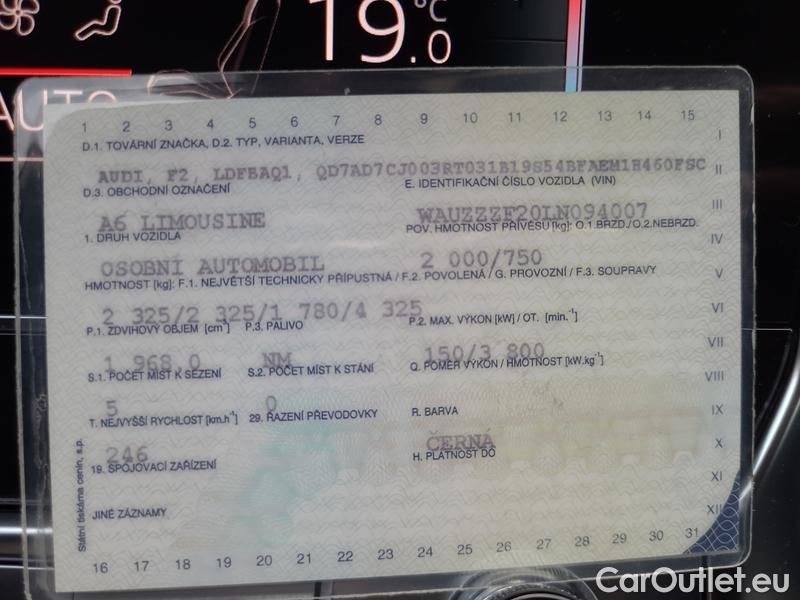 19.0 °C
AUTO
1 2 3 4 5 6 7 8 9 10 11 12 13 14 15
D.1. TOVÁRNÍ ZNAČKA, D.2. TYP, VARIANTA, VERZE
I
AUDI, F2, LDFBAQ1, QD7AD7CJ003RT031B19S54BFAEM1H460FSC
II
D.3. OBCHODNÍ OZNAČENÍ E. IDENTIFIKAČNÍ ČÍSLO VOZIDLA (VIN)
A6 LIMOUSINE WAUZZZF20LN094007
III
1. DRUH VOZIDLA POV. HMOTNOST PŘÍVĚSU [kg]: O.1.BRZD./O.2.NEBRZD.
IV
OSOBNÍ AUTOMOBIL 2 000/750
V
HMOTNOST [kg]: F.1. NEJVĚTŠÍ TECHNICKY PŘÍPUSTNÁ / F.2. POVOLENÁ / G. PROVOZNÍ / F.3. SOUPRAVY
2 325/2 325/1 780/4 325
VI
P.1. ZDVIHOVÝ OBJEM [cm³] P.3. PALIVO P.2. MAX. VÝKON [kW] / OT. [min.⁻¹]
1 968,0 NM 150/3 800
VII
S.1. POČET MÍST K SEZENÍ S.2. POČET MÍST K STÁNÍ Q. POMĚR VÝKON / HMOTNOST [kW.kg⁻¹]
VIII
5 0
T. NEJVYŠŠÍ RYCHLOST [km.h⁻¹] 29. ŘAZENÍ PŘEVODOVKY R. BARVA
IX
246 ČERNÁ
X
19. SPOJOVACÍ ZAŘÍZENÍ H. PLATNOST DO
XI
JINÉ ZÁZNAMY
XII
Státní tiskárna cenin, s.p.
16 17 18 19 20 21 22 23 24 25 26 27 28 29 30 31
CarOutlet.eu